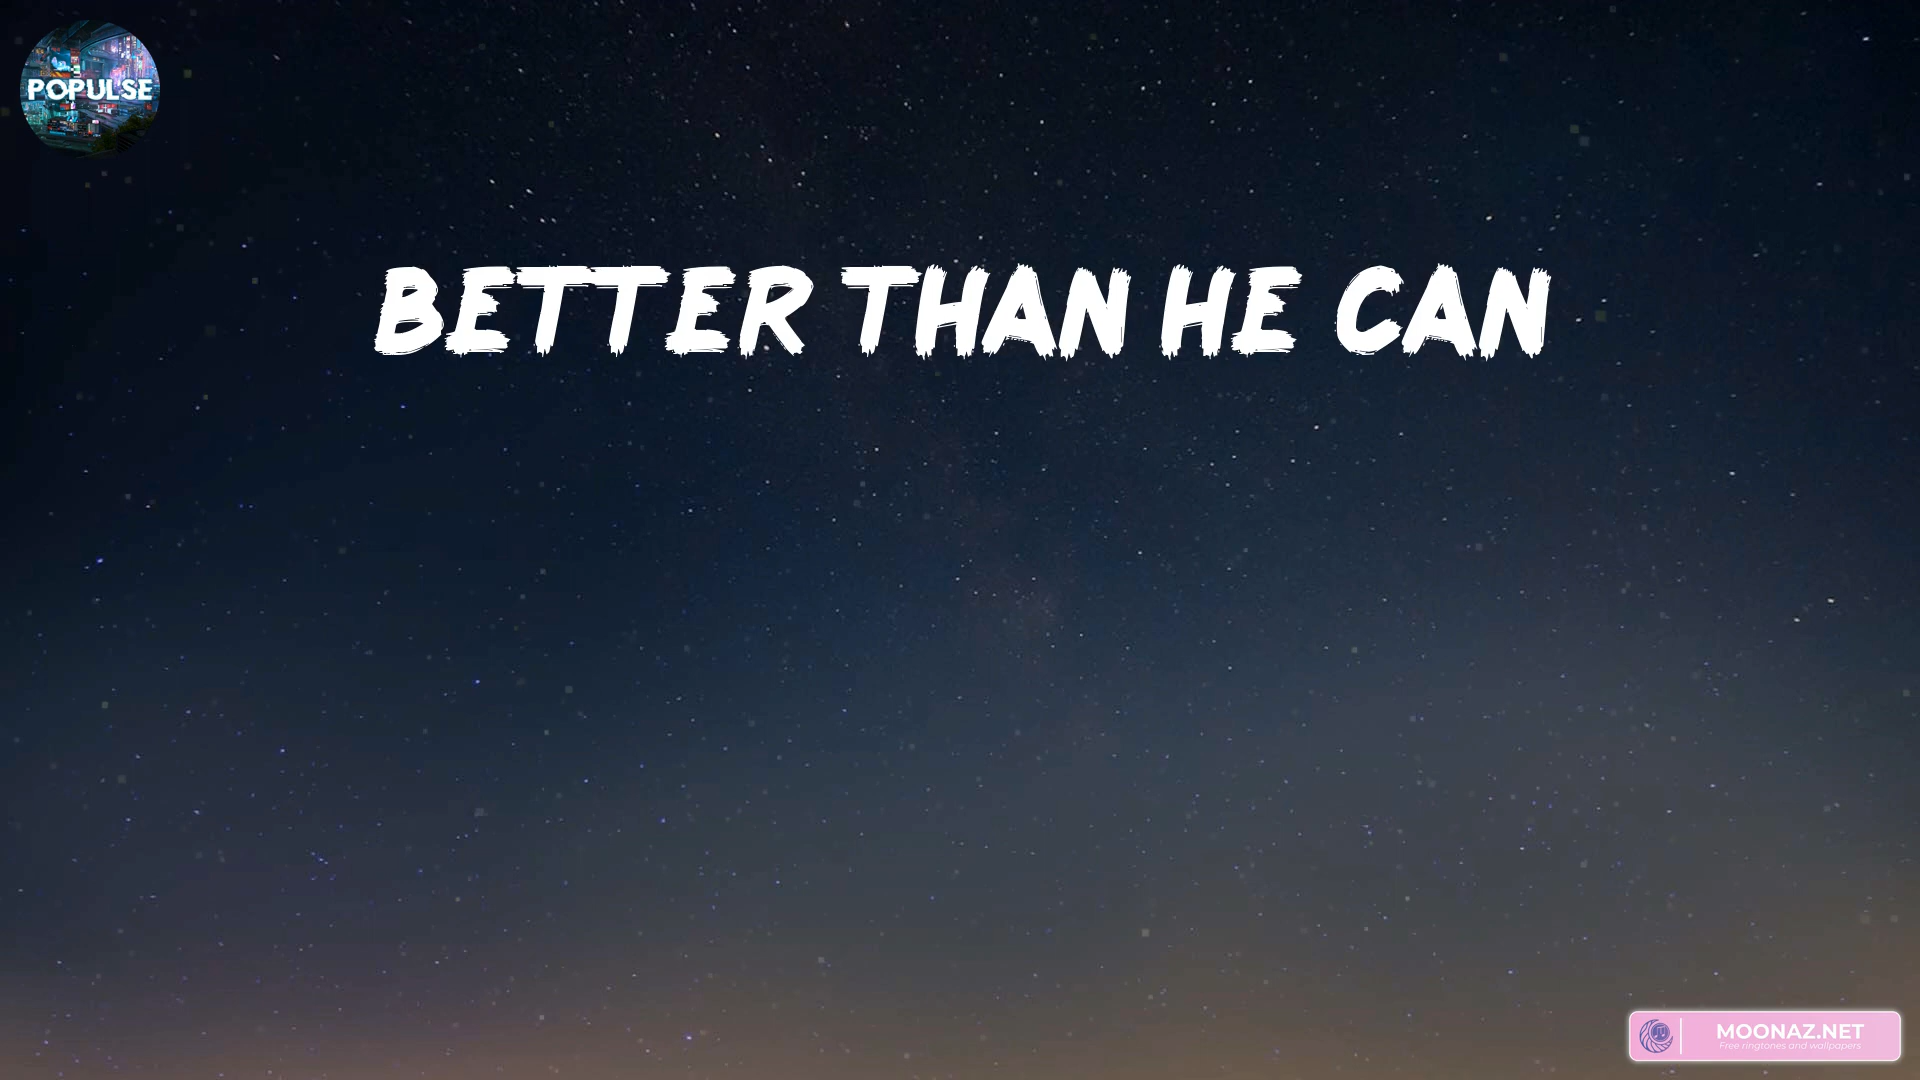 POPULSE
BETTER THAN HE CAN
MOONAZ.NET
Free ringtones and wallpapers